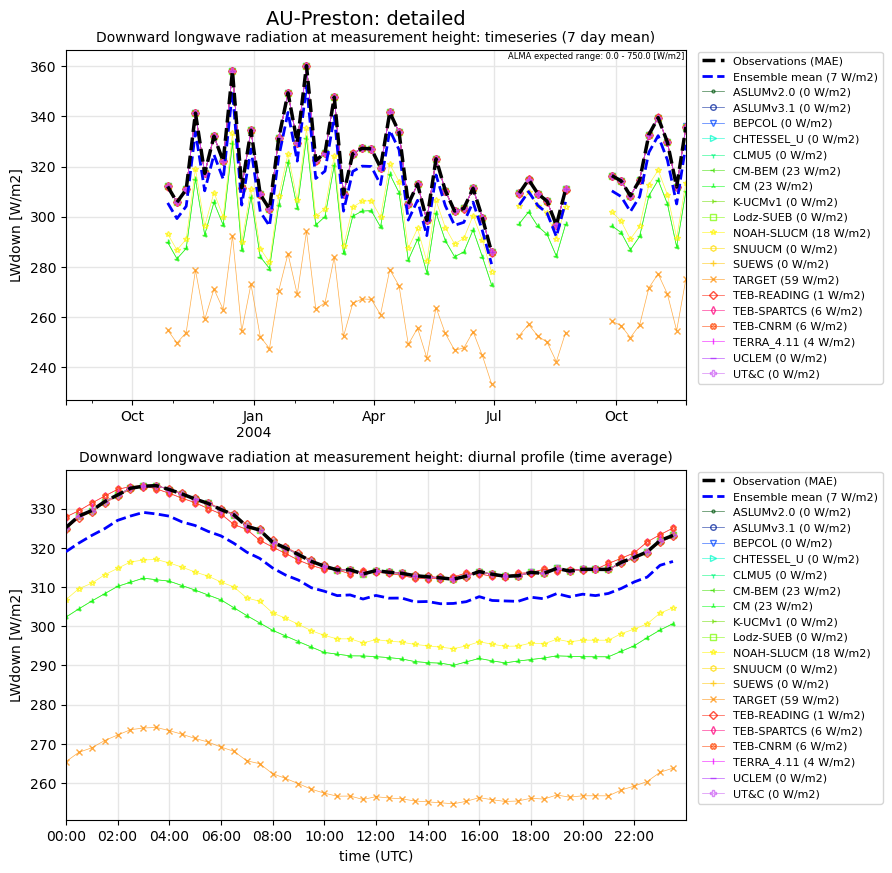 AU-Preston: detailed
Downward longwave radiation at measurement height: timeseries (7 day mean)
ALMA expected range: 0.0 - 750.0 [W/m2]
LWdown [W/m2]
360
340
320
300
280
260
240
Oct
Jan
2004
Apr
Jul
Oct
Observations (MAE)
Ensemble mean (7 W/m2)
ASLUMv2.0 (0 W/m2)
ASLUMv3.1 (0 W/m2)
BEPCOL (0 W/m2)
CHTESSEL_U (0 W/m2)
CLMU5 (0 W/m2)
CM-BEM (23 W/m2)
CM (23 W/m2)
K-UCMv1 (0 W/m2)
Lodz-SUEB (0 W/m2)
NOAH-SLUCM (18 W/m2)
SNUUCM (0 W/m2)
SUEWS (0 W/m2)
TARGET (59 W/m2)
TEB-READING (1 W/m2)
TEB-SPARTCS (6 W/m2)
TEB-CNRM (6 W/m2)
TERRA_4.11 (4 W/m2)
UCLEM (0 W/m2)
UT&C (0 W/m2)
Downward longwave radiation at measurement height: diurnal profile (time average)
LWdown [W/m2]
330
320
310
300
290
280
270
260
00:00
02:00
04:00
06:00
08:00
10:00
12:00
14:00
16:00
18:00
20:00
22:00
time (UTC)
Observation (MAE)
Ensemble mean (7 W/m2)
ASLUMv2.0 (0 W/m2)
ASLUMv3.1 (0 W/m2)
BEPCOL (0 W/m2)
CHTESSEL_U (0 W/m2)
CLMU5 (0 W/m2)
CM-BEM (23 W/m2)
CM (23 W/m2)
K-UCMv1 (0 W/m2)
Lodz-SUEB (0 W/m2)
NOAH-SLUCM (18 W/m2)
SNUUCM (0 W/m2)
SUEWS (0 W/m2)
TARGET (59 W/m2)
TEB-READING (1 W/m2)
TEB-SPARTCS (6 W/m2)
TEB-CNRM (6 W/m2)
TERRA_4.11 (4 W/m2)
UCLEM (0 W/m2)
UT&C (0 W/m2)